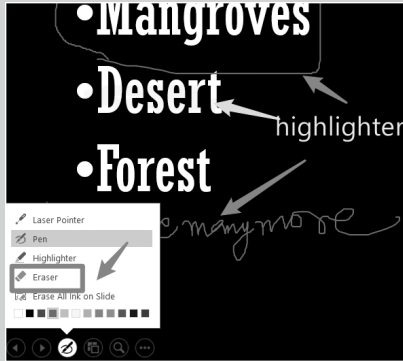 •Mangroves
•Desert
highlighter
•Forest
many more
Laser Pointer
Pen
Highlighter
Eraser
Erase All Ink on Slide